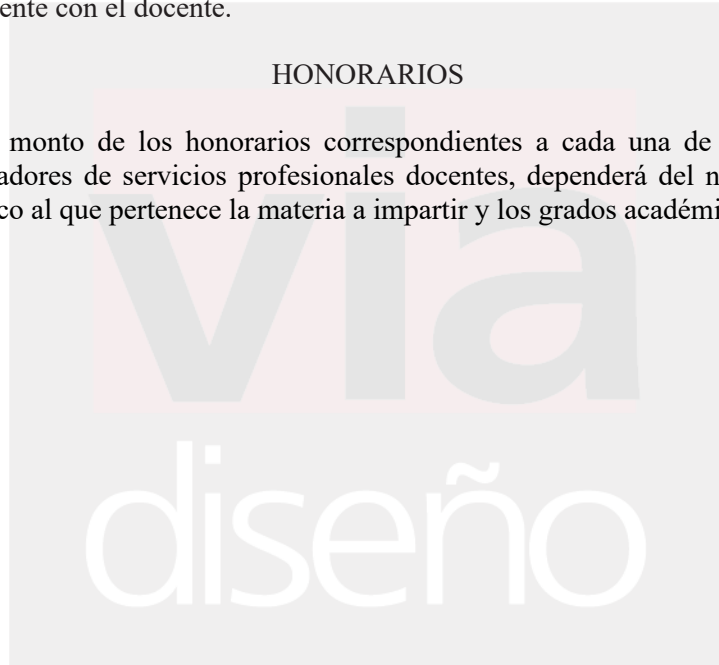 ente con el docente.
HONORARIOS
monto de los honorarios correspondientes a cada una de
adores de servicios profesionales docentes, dependerá del n
co al que pertenece la materia a impartir y los grados académi
via
diseño